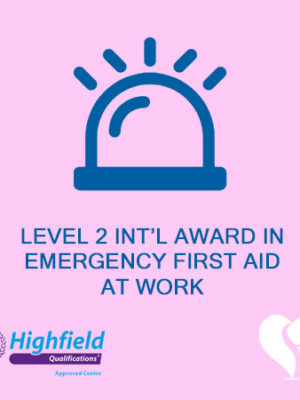 LEVEL 2 INT'L AWARD IN
EMERGENCY FIRST AID
AT WORK
Highfield
Qualifications
Approved Centre